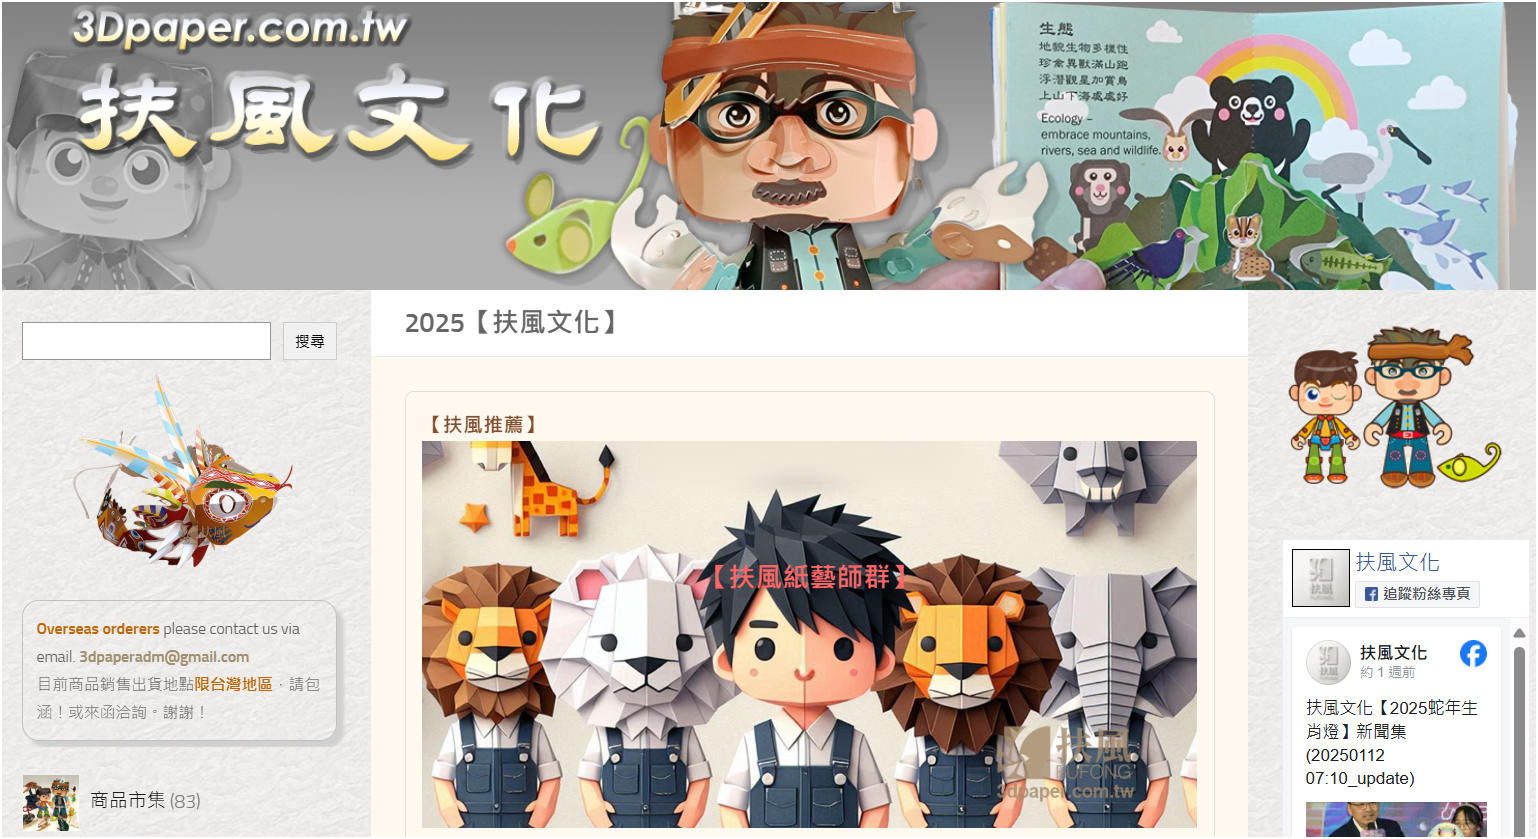 3Dpaper.com.tw
扶風文化
生態
地貌生物多樣性
珍禽異獸滿山跑
浮潛觀星加賞鳥
上山下海處處好
Ecology –
embrace mountains,
rivers, sea and wildlife.
搜尋
扶風
Overseas orderers please contact us via
email. 3dpaperadm@gmail.com
目前商品銷售出貨地點限台灣地區，請包
涵！或來函洽詢。謝謝！
商品市集 (83)
2025【扶風文化】
【扶風推薦】
【扶風紙藝師群】
扶風
FUFONG
3dpaper.com.tw
扶風
扶風文化
追蹤粉絲專頁
扶風
扶風文化
約 1 週前
扶風文化【2025蛇年生
肖燈】新聞集
(20250112
07:10_update)